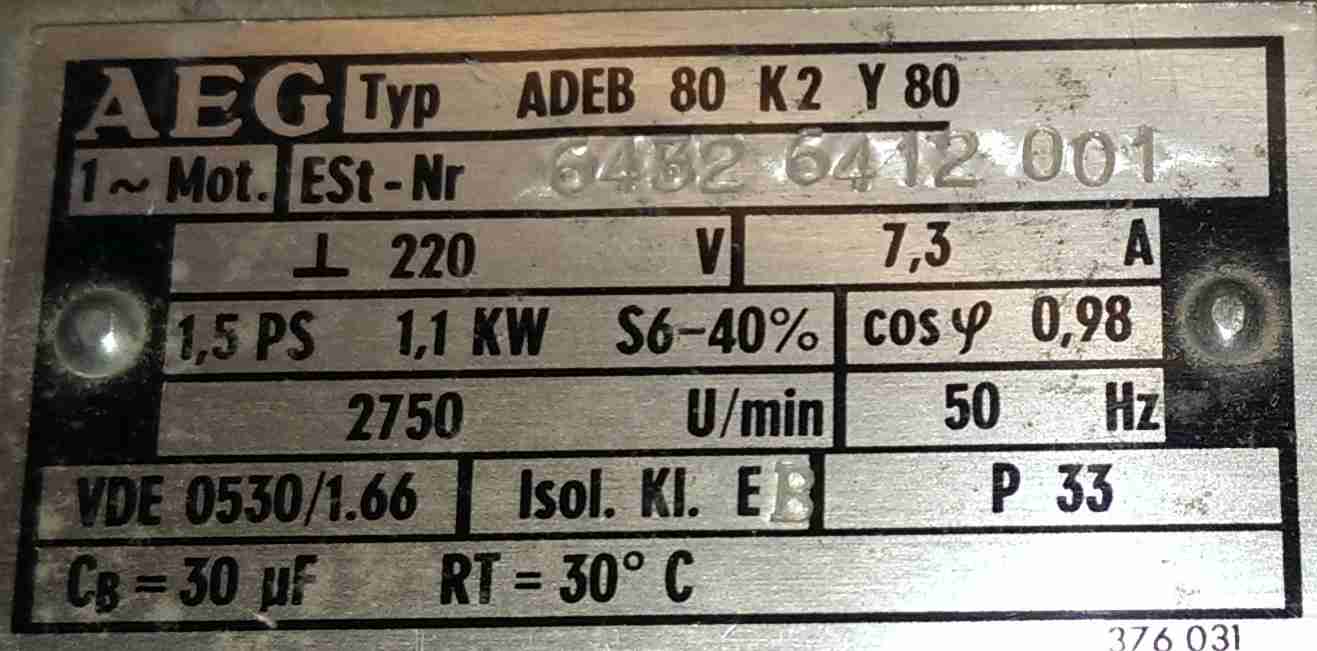 AEG Typ ADEB 80 K2 Y 80
1~ Mot. ESt-Nr 6432 6412 001
⊥ 220 V 7,3 A
1,5 PS 1,1 KW S6-40% cos φ 0,98
2750 U/min 50 Hz
VDE 0530/1.66 Isol. Kl. E B P 33
CB = 30 µF RT = 30° C
376 031